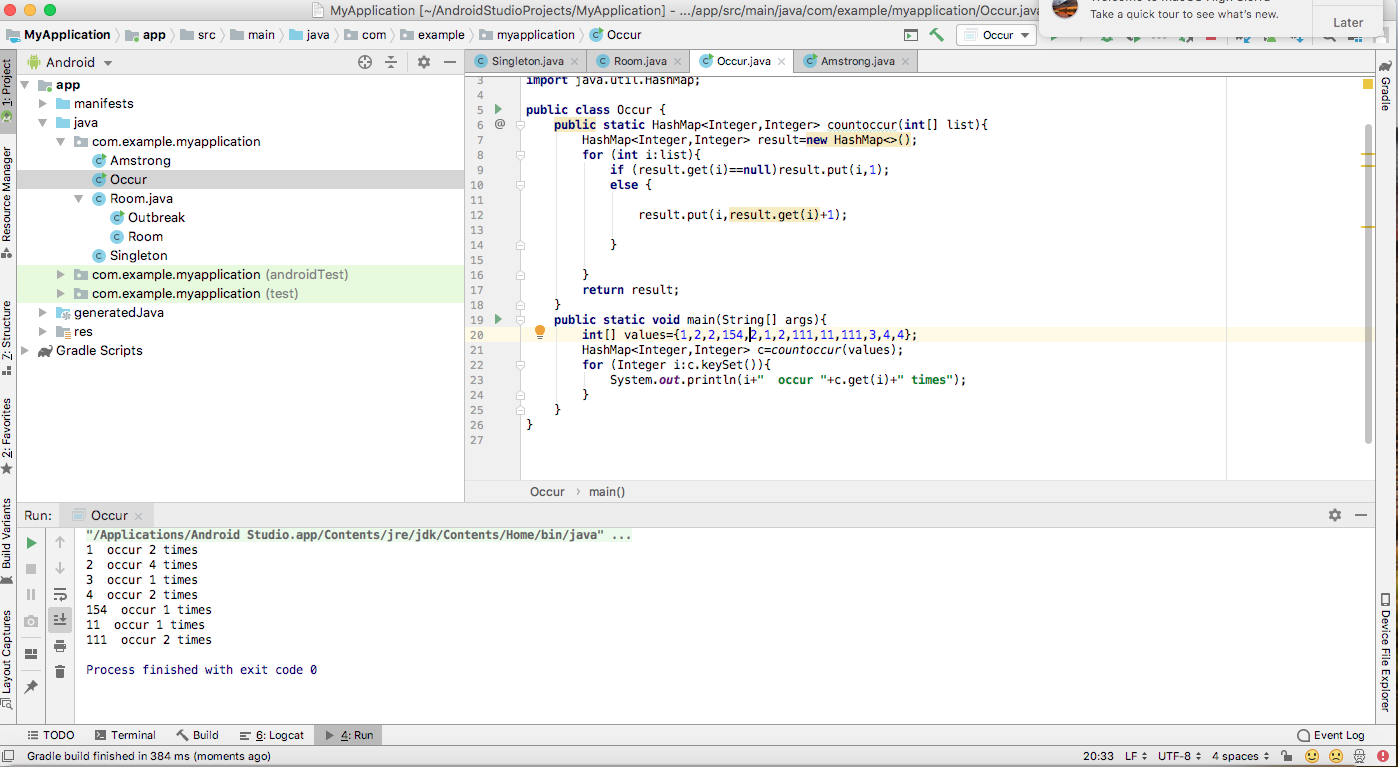 MyApplication [~/AndroidStudioProjects/MyApplication] - .../app/src/main/java/com/example/myapplication/Occur.java
Take a quick tour to see what's new.
Later
MyApplication app src main java com example myapplication Occur
Occur
Android
Singleton.java Room.java Occur.java Amstrong.java
1: Project
Resource Manager
Z: Structure
2: Favorites
Build Variants
Layout Captures
app
manifests
java
com.example.myapplication
Amstrong
Occur
Room.java
Outbreak
Room
Singleton
com.example.myapplication (androidTest)
com.example.myapplication (test)
generatedJava
res
Gradle Scripts
3 import java.util.HashMap;
4
5 public class Occur {
6 @ public static HashMap<Integer,Integer> countoccur(int[] list){
7 HashMap<Integer,Integer> result=new HashMap<>();
8 for (int i:list){
9 if (result.get(i)==null)result.put(i,1);
10 else {
11
12 result.put(i,result.get(i)+1);
13
14 }
15
16 }
17 return result;
18 }
19 public static void main(String[] args){
20 int[] values={1,2,2,154,2,1,2,111,11,111,3,4,4};
21 HashMap<Integer,Integer> c=countoccur(values);
22 for (Integer i:c.keySet()){
23 System.out.println(i+"  occur "+c.get(i)+" times");
24 }
25 }
26 }
27
Occur main()
Gradle
Device File Explorer
Run: Occur
"/Applications/Android Studio.app/Contents/jre/jdk/Contents/Home/bin/java" ...
1  occur 2 times
2  occur 4 times
3  occur 1 times
4  occur 2 times
154  occur 1 times
11  occur 1 times
111  occur 2 times
Process finished with exit code 0
TODO Terminal Build 6: Logcat 4: Run Event Log
Gradle build finished in 384 ms (moments ago) 20:33 LF UTF-8 4 spaces